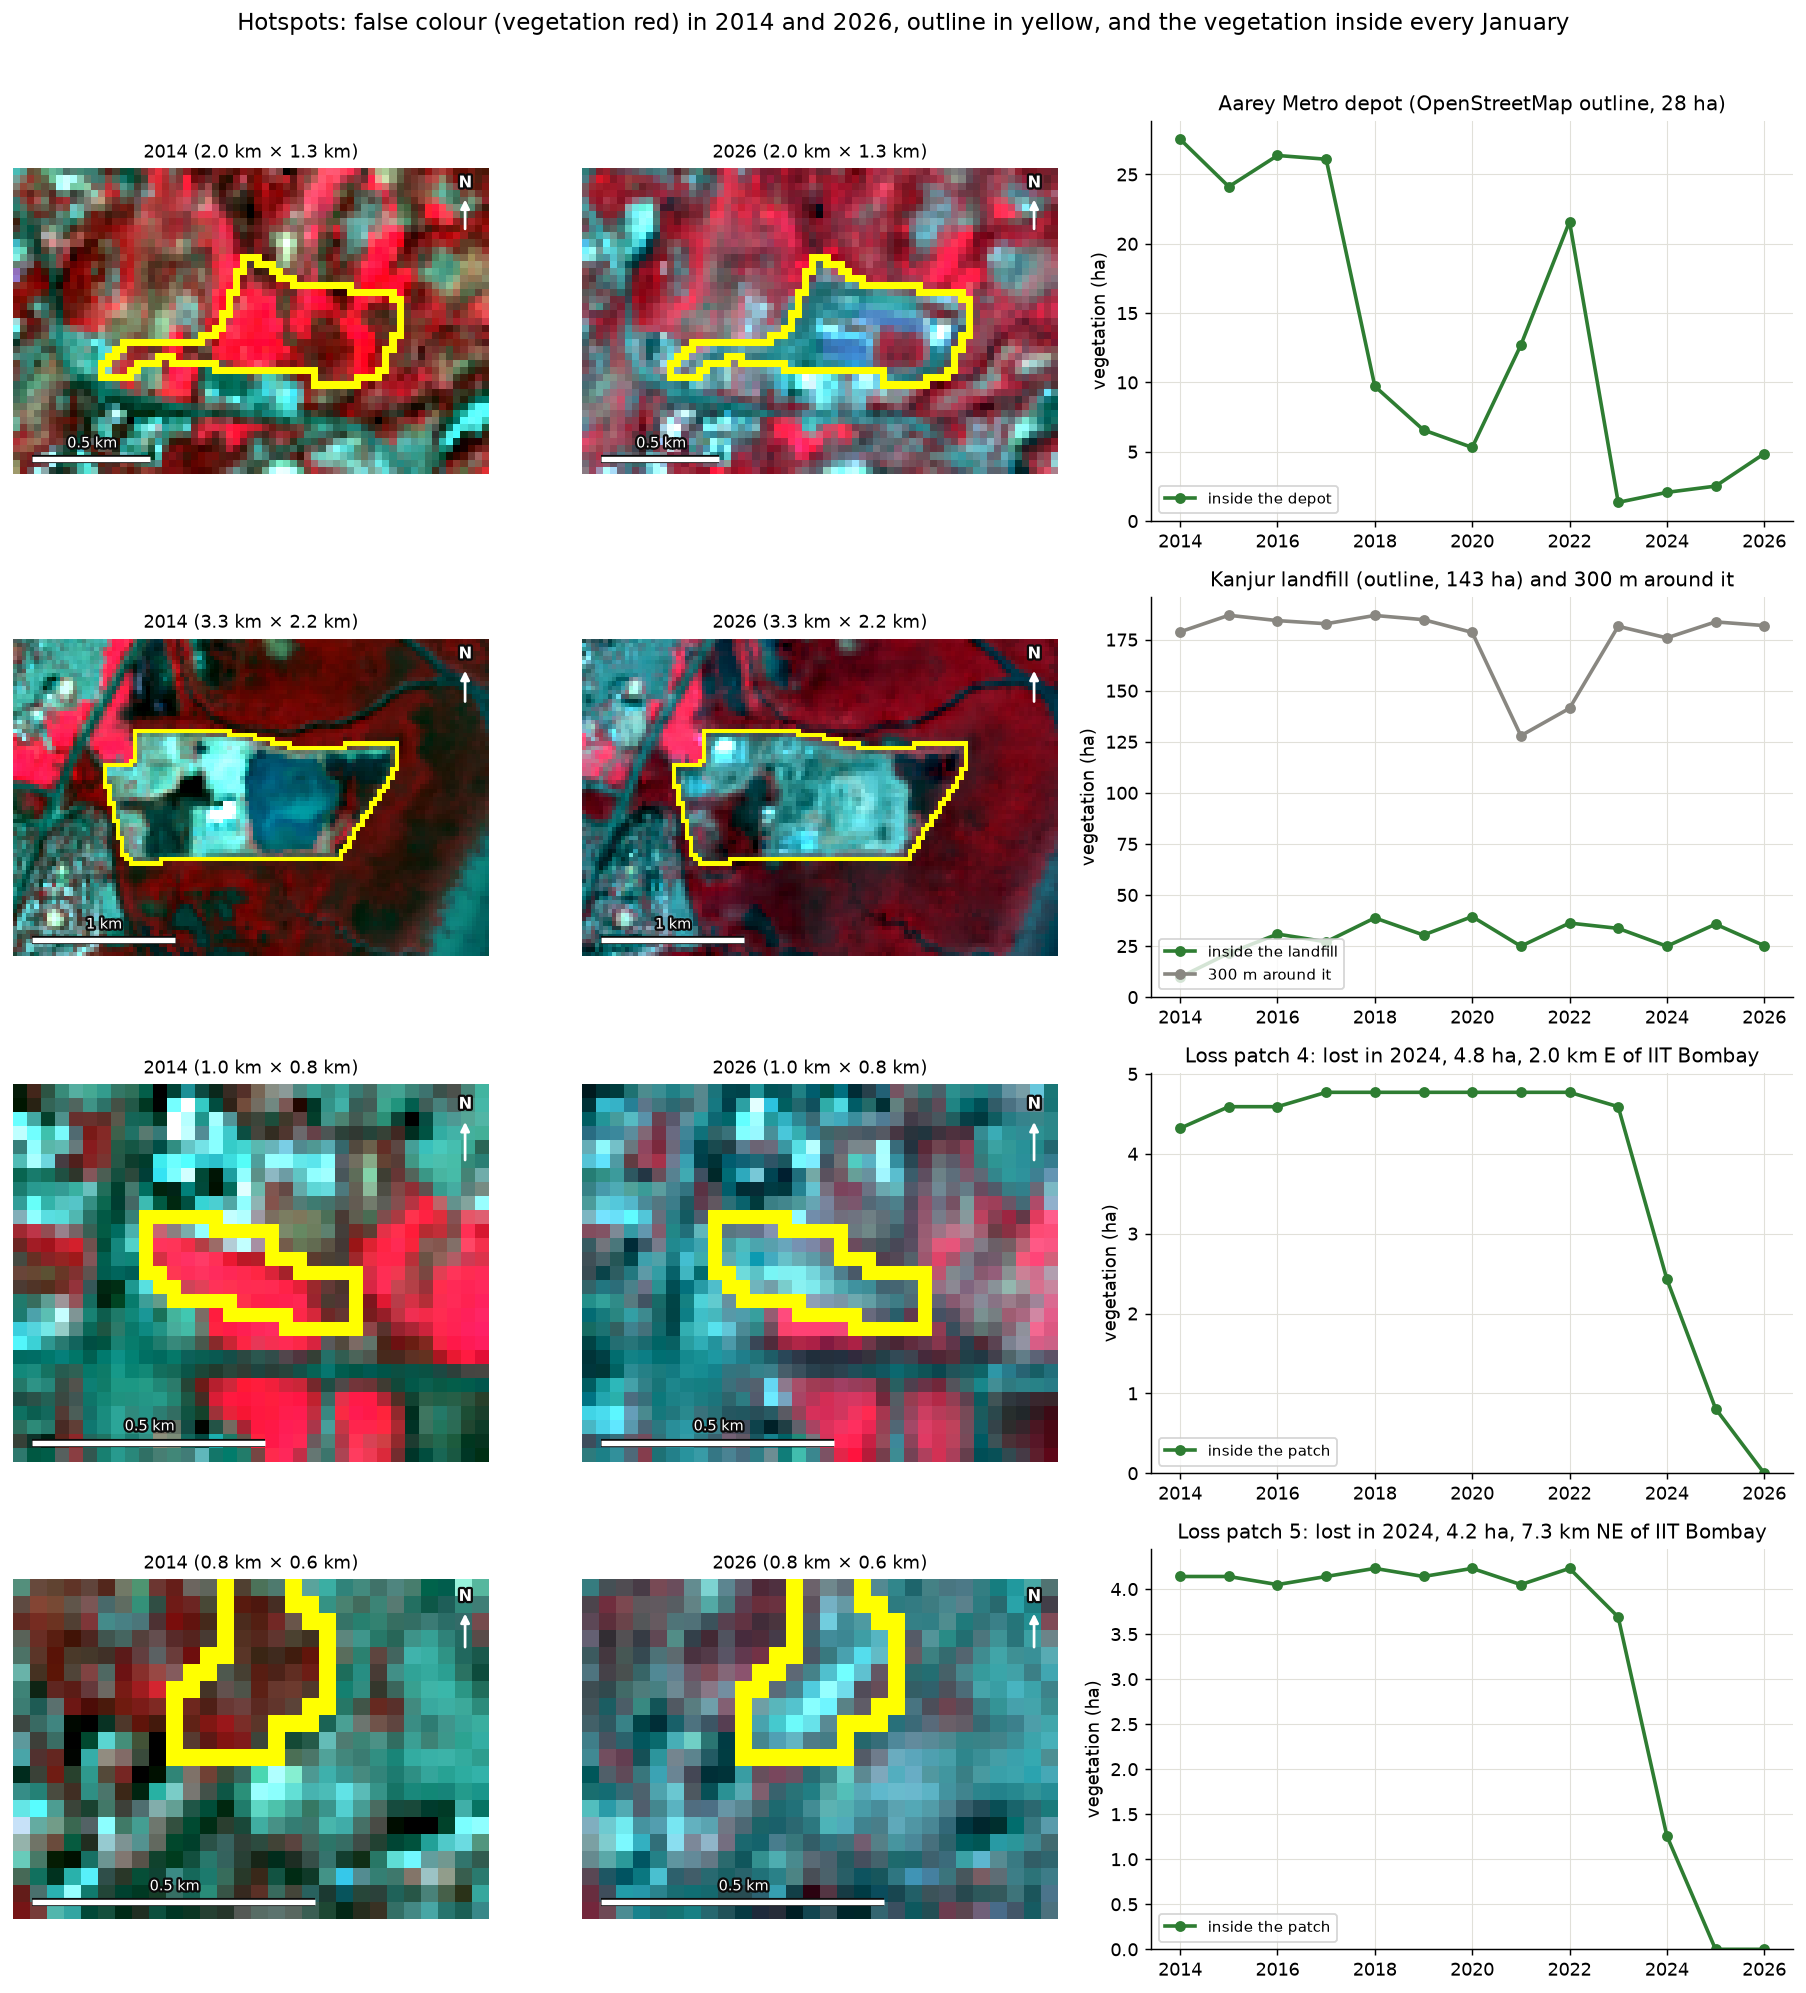 Hotspots: false colour (vegetation red) in 2014 and 2026, outline in yellow, and the vegetation inside every January
2014 (2.0 km × 1.3 km)
N
0.5 km
2026 (2.0 km × 1.3 km)
N
0.5 km
Aarey Metro depot (OpenStreetMap outline, 28 ha)
vegetation (ha)
25
20
15
10
5
0
inside the depot
2014 2016 2018 2020 2022 2024 2026
2014 (3.3 km × 2.2 km)
N
1 km
2026 (3.3 km × 2.2 km)
N
1 km
Kanjur landfill (outline, 143 ha) and 300 m around it
vegetation (ha)
175
150
125
100
75
50
25
0
inside the landfill
300 m around it
2014 2016 2018 2020 2022 2024 2026
2014 (1.0 km × 0.8 km)
N
0.5 km
2026 (1.0 km × 0.8 km)
N
0.5 km
Loss patch 4: lost in 2024, 4.8 ha, 2.0 km E of IIT Bombay
vegetation (ha)
5
4
3
2
1
0
inside the patch
2014 2016 2018 2020 2022 2024 2026
2014 (0.8 km × 0.6 km)
N
0.5 km
2026 (0.8 km × 0.6 km)
N
0.5 km
Loss patch 5: lost in 2024, 4.2 ha, 7.3 km NE of IIT Bombay
vegetation (ha)
4.0
3.5
3.0
2.5
2.0
1.5
1.0
0.5
0.0
inside the patch
2014 2016 2018 2020 2022 2024 2026